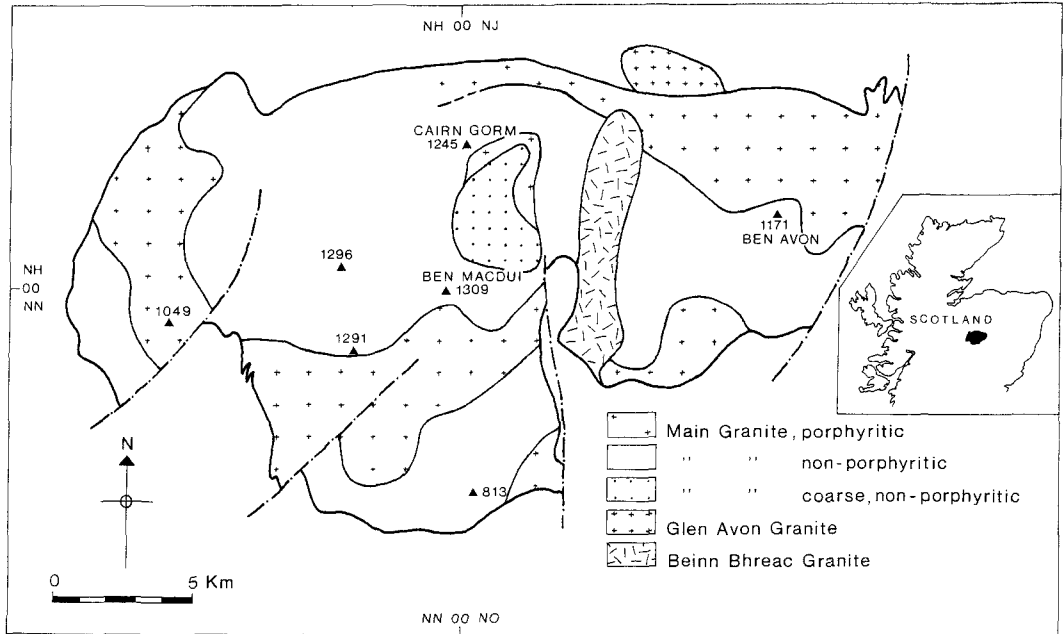 NH 00 NJ
CAIRN GORM
1245
1171
BEN AVON
1296
BEN MACDUI
1309
NH
00
NN
1049
1291
SCOTLAND
813
N
Main Granite, porphyritic
'' '' non-porphyritic
'' '' coarse, non-porphyritic
Glen Avon Granite
Beinn Bhreac Granite
0 5 Km
NN 00 NO